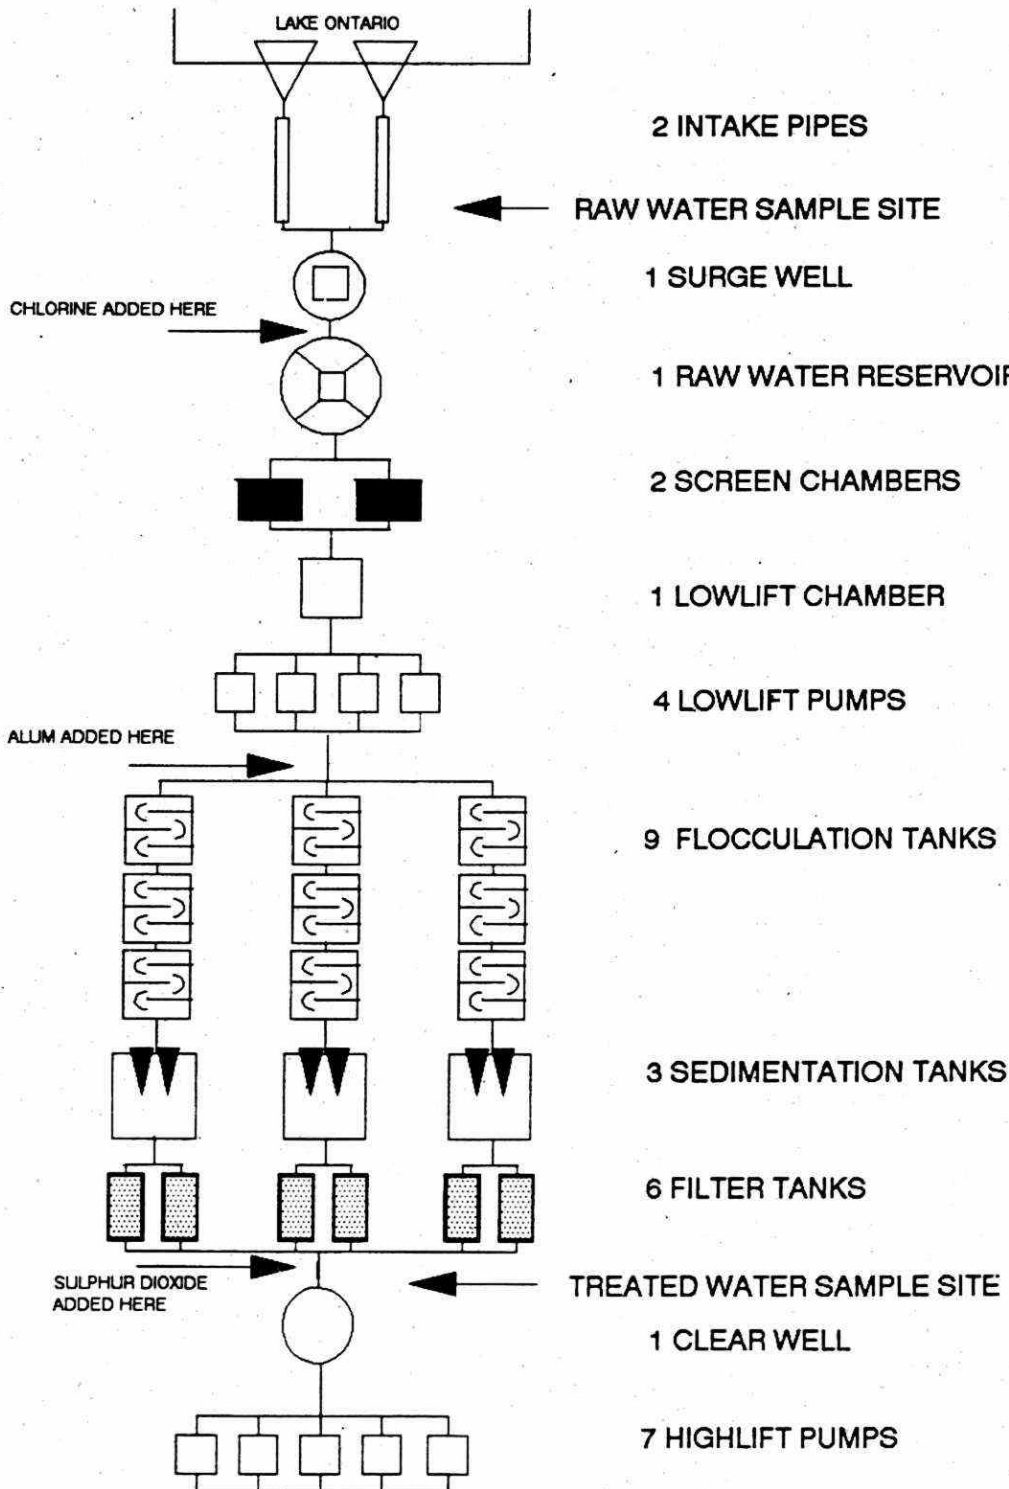 LAKE ONTARIO
2 INTAKE PIPES
RAW WATER SAMPLE SITE
1 SURGE WELL
CHLORINE ADDED HERE
1 RAW WATER RESERVOIR
2 SCREEN CHAMBERS
1 LOWLIFT CHAMBER
4 LOWLIFT PUMPS
ALUM ADDED HERE
9 FLOCCULATION TANKS
3 SEDIMENTATION TANKS
6 FILTER TANKS
SULPHUR DIOXIDE
ADDED HERE
TREATED WATER SAMPLE SITE
1 CLEAR WELL
7 HIGHLIFT PUMPS